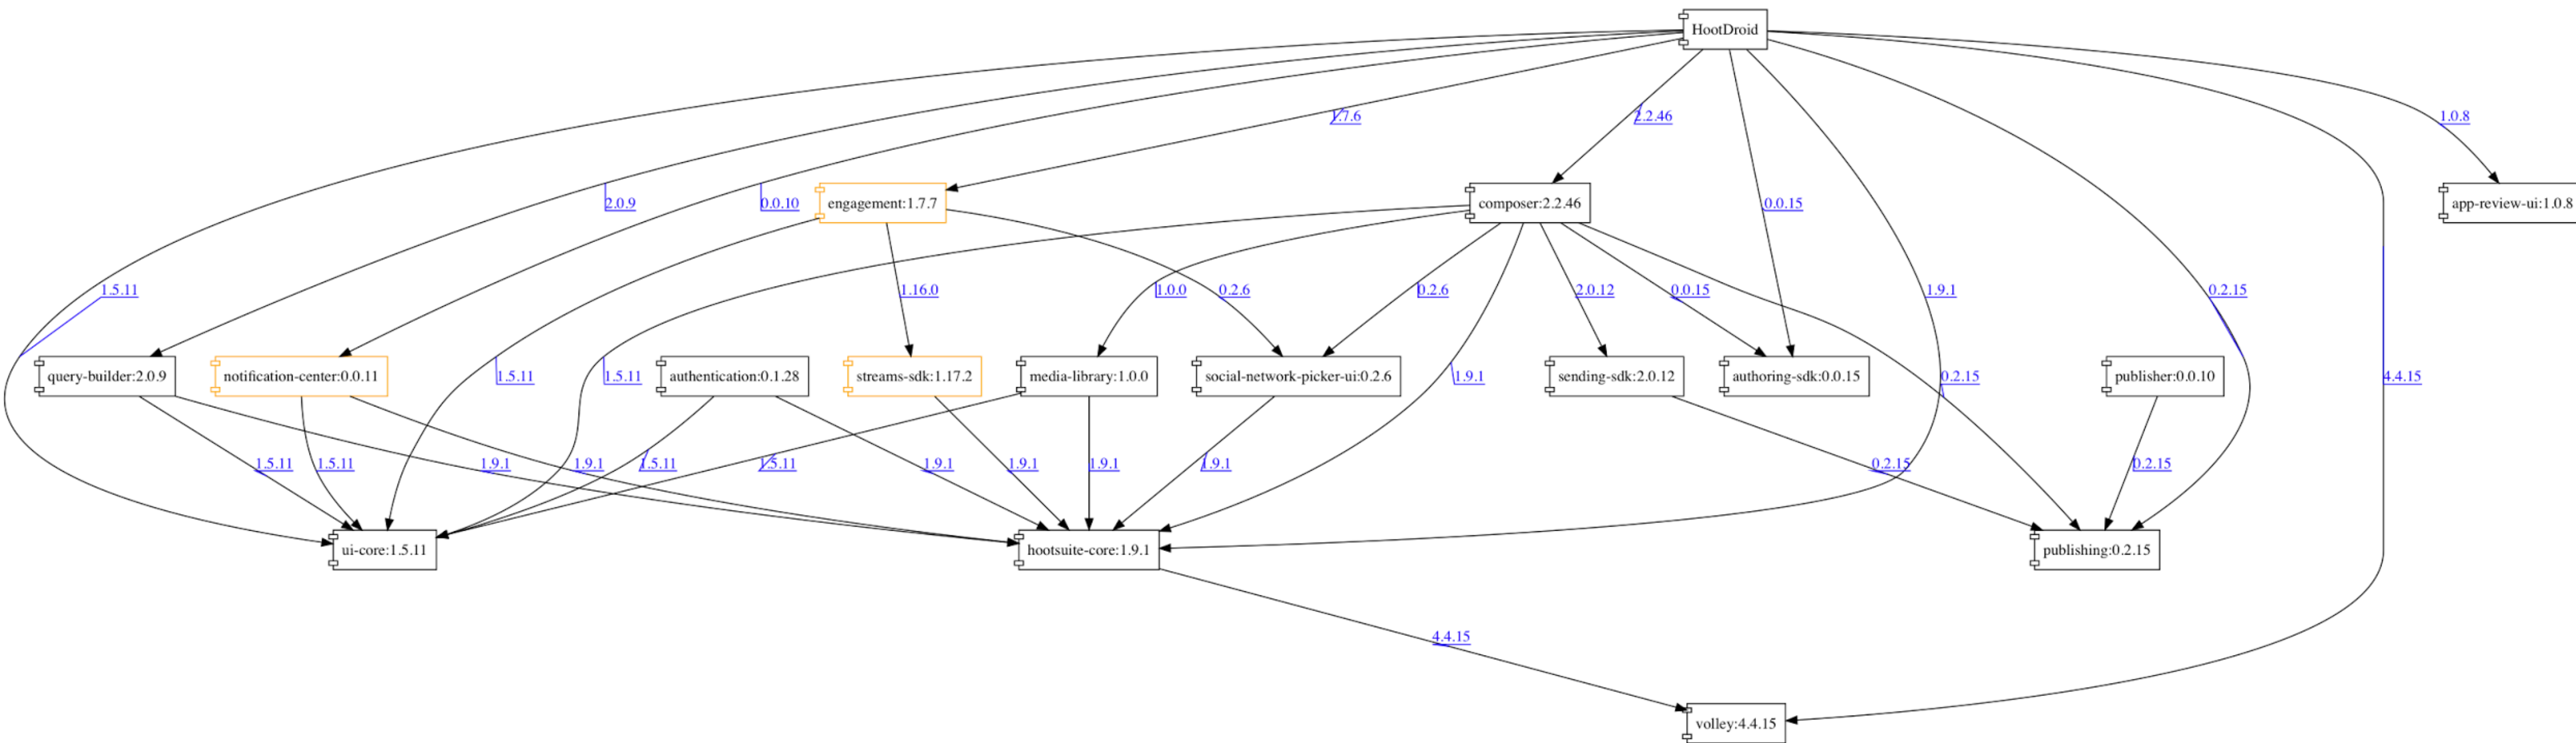 HootDroid
1.7.6
2.2.46
1.0.8
2.0.9
0.0.10
engagement:1.7.7
composer:2.2.46
0.0.15
app-review-ui:1.0.8
1.5.11
1.16.0
1.0.0
0.2.6
0.2.6
2.0.12
0.0.15
1.9.1
0.2.15
query-builder:2.0.9
notification-center:0.0.11
1.5.11
1.5.11
authentication:0.1.28
streams-sdk:1.17.2
media-library:1.0.0
social-network-picker-ui:0.2.6
1.9.1
sending-sdk:2.0.12
authoring-sdk:0.0.15
0.2.15
publisher:0.0.10
4.4.15
1.5.11
1.5.11
1.9.1
1.9.1
1.5.11
1.5.11
1.9.1
1.9.1
1.9.1
1.9.1
0.2.15
0.2.15
ui-core:1.5.11
hootsuite-core:1.9.1
publishing:0.2.15
4.4.15
volley:4.4.15